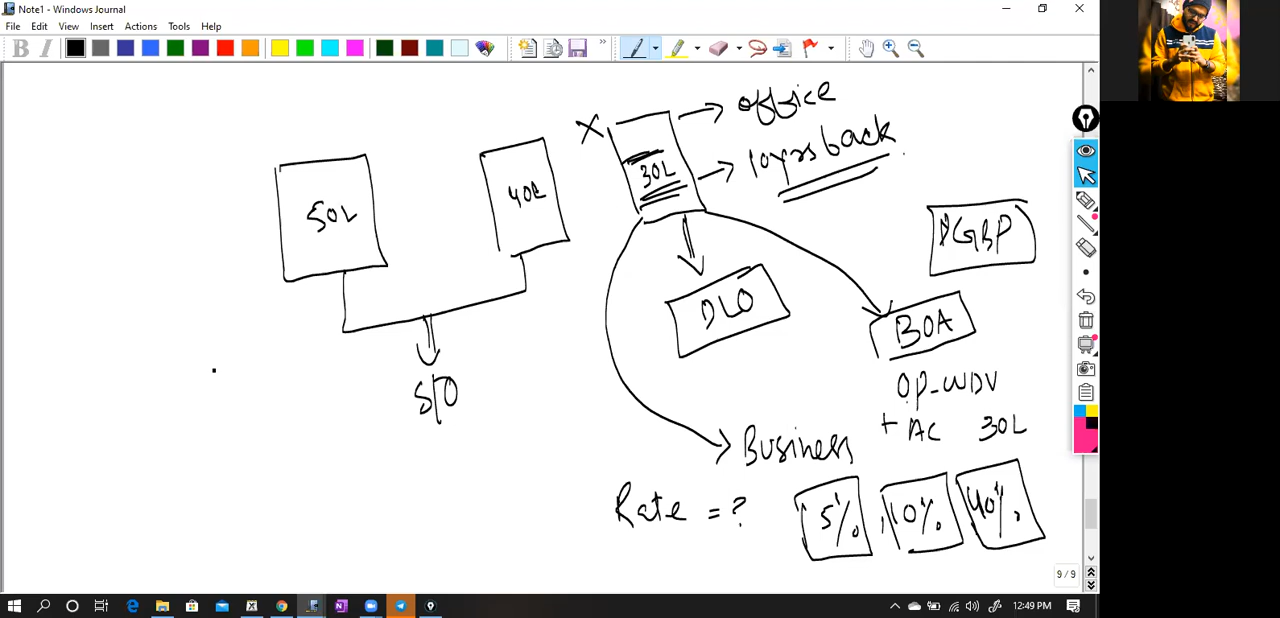 Note1 - Windows Journal
File Edit View Insert Actions Tools Help
B I
X
office
10yrs back
50L
40L
30L
DLO
BOA
S/O
OP-WDV
+ AC 30L
Business
Rate = ?
5%
10%
40%
9 / 9
12:49 PM